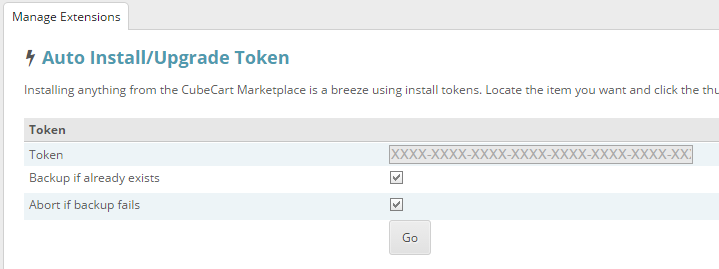 Manage Extensions
Auto Install/Upgrade Token
Installing anything from the CubeCart Marketplace is a breeze using install tokens. Locate the item you want and click the
Token
Token XXXX-XXXX-XXXX-XXXX-XXXX-XXXX-XXXX-XX
Backup if already exists
Abort if backup fails
Go